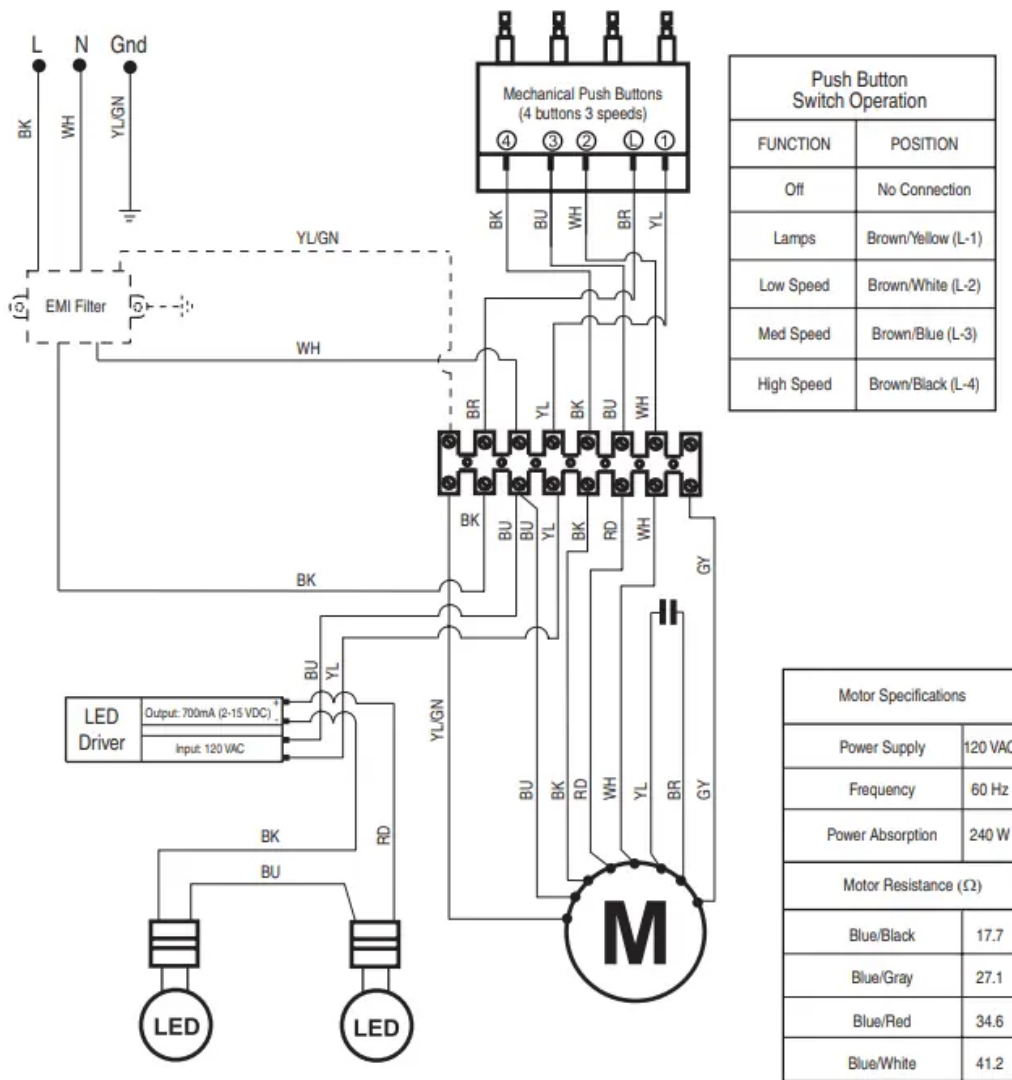 L N Gnd
BK
WH
YL/GN
Mechanical Push Buttons
(4 buttons 3 speeds)
4 3 2 L 1
BK
BU
WH
BR
YL
Push Button
Switch Operation
FUNCTION POSITION
Off No Connection
Lamps Brown/Yellow (L-1)
Low Speed Brown/White (L-2)
Med Speed Brown/Blue (L-3)
High Speed Brown/Black (L-4)
YL/GN
EMI Filter
WH
BR
YL
BK
BU
WH
BK
BU
BU
YL
BK
RD
WH
GY
BK
BU
YL
LED
Driver
Output: 700mA (2-15 VDC)
+
-
Input: 120 VAC
YL/GN
BU
BK
RD
WH
YL
BR
GY
BK
RD
BU
LED
LED
M
Motor Specifications
Power Supply 120 VAC
Frequency 60 Hz
Power Absorption 240 W
Motor Resistance (Ω)
Blue/Black 17.7
Blue/Gray 27.1
Blue/Red 34.6
Blue/White 41.2